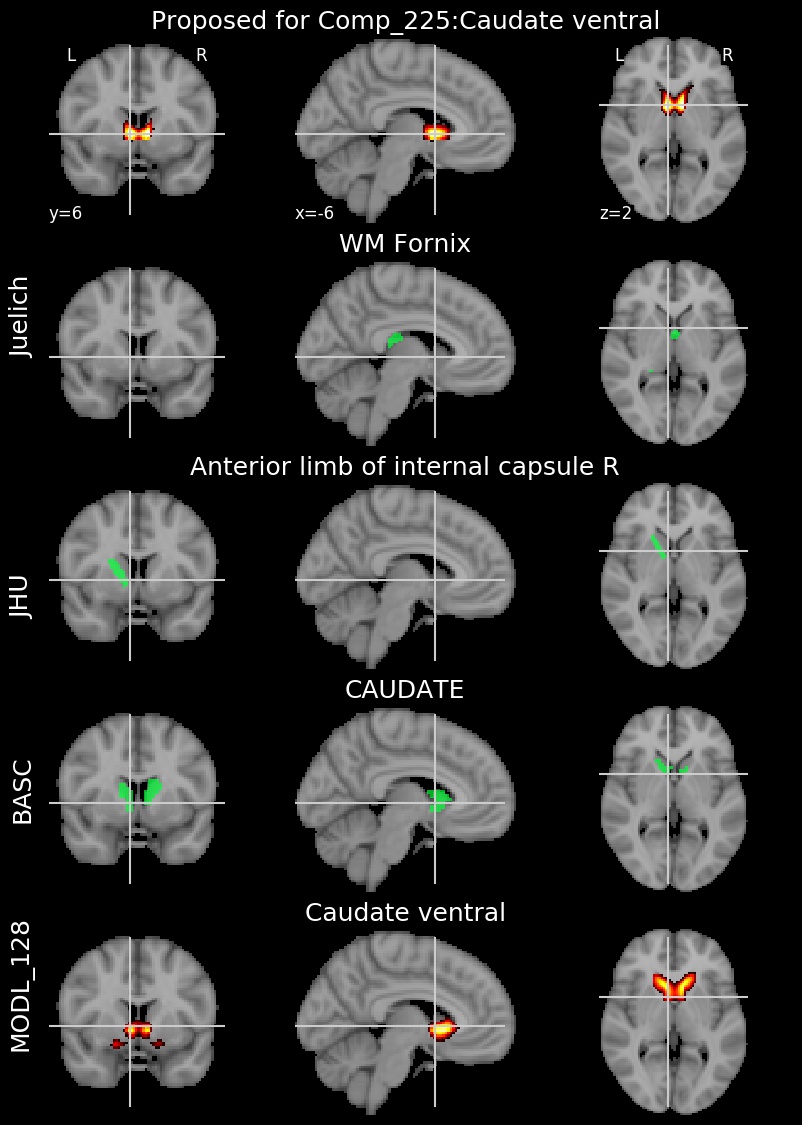 Proposed for Comp_225:Caudate ventral
L R L R
y=6 x=-6 z=2
WM Fornix
Juelich
Anterior limb of internal capsule R
JHU
CAUDATE
BASC
Caudate ventral
MODL_128